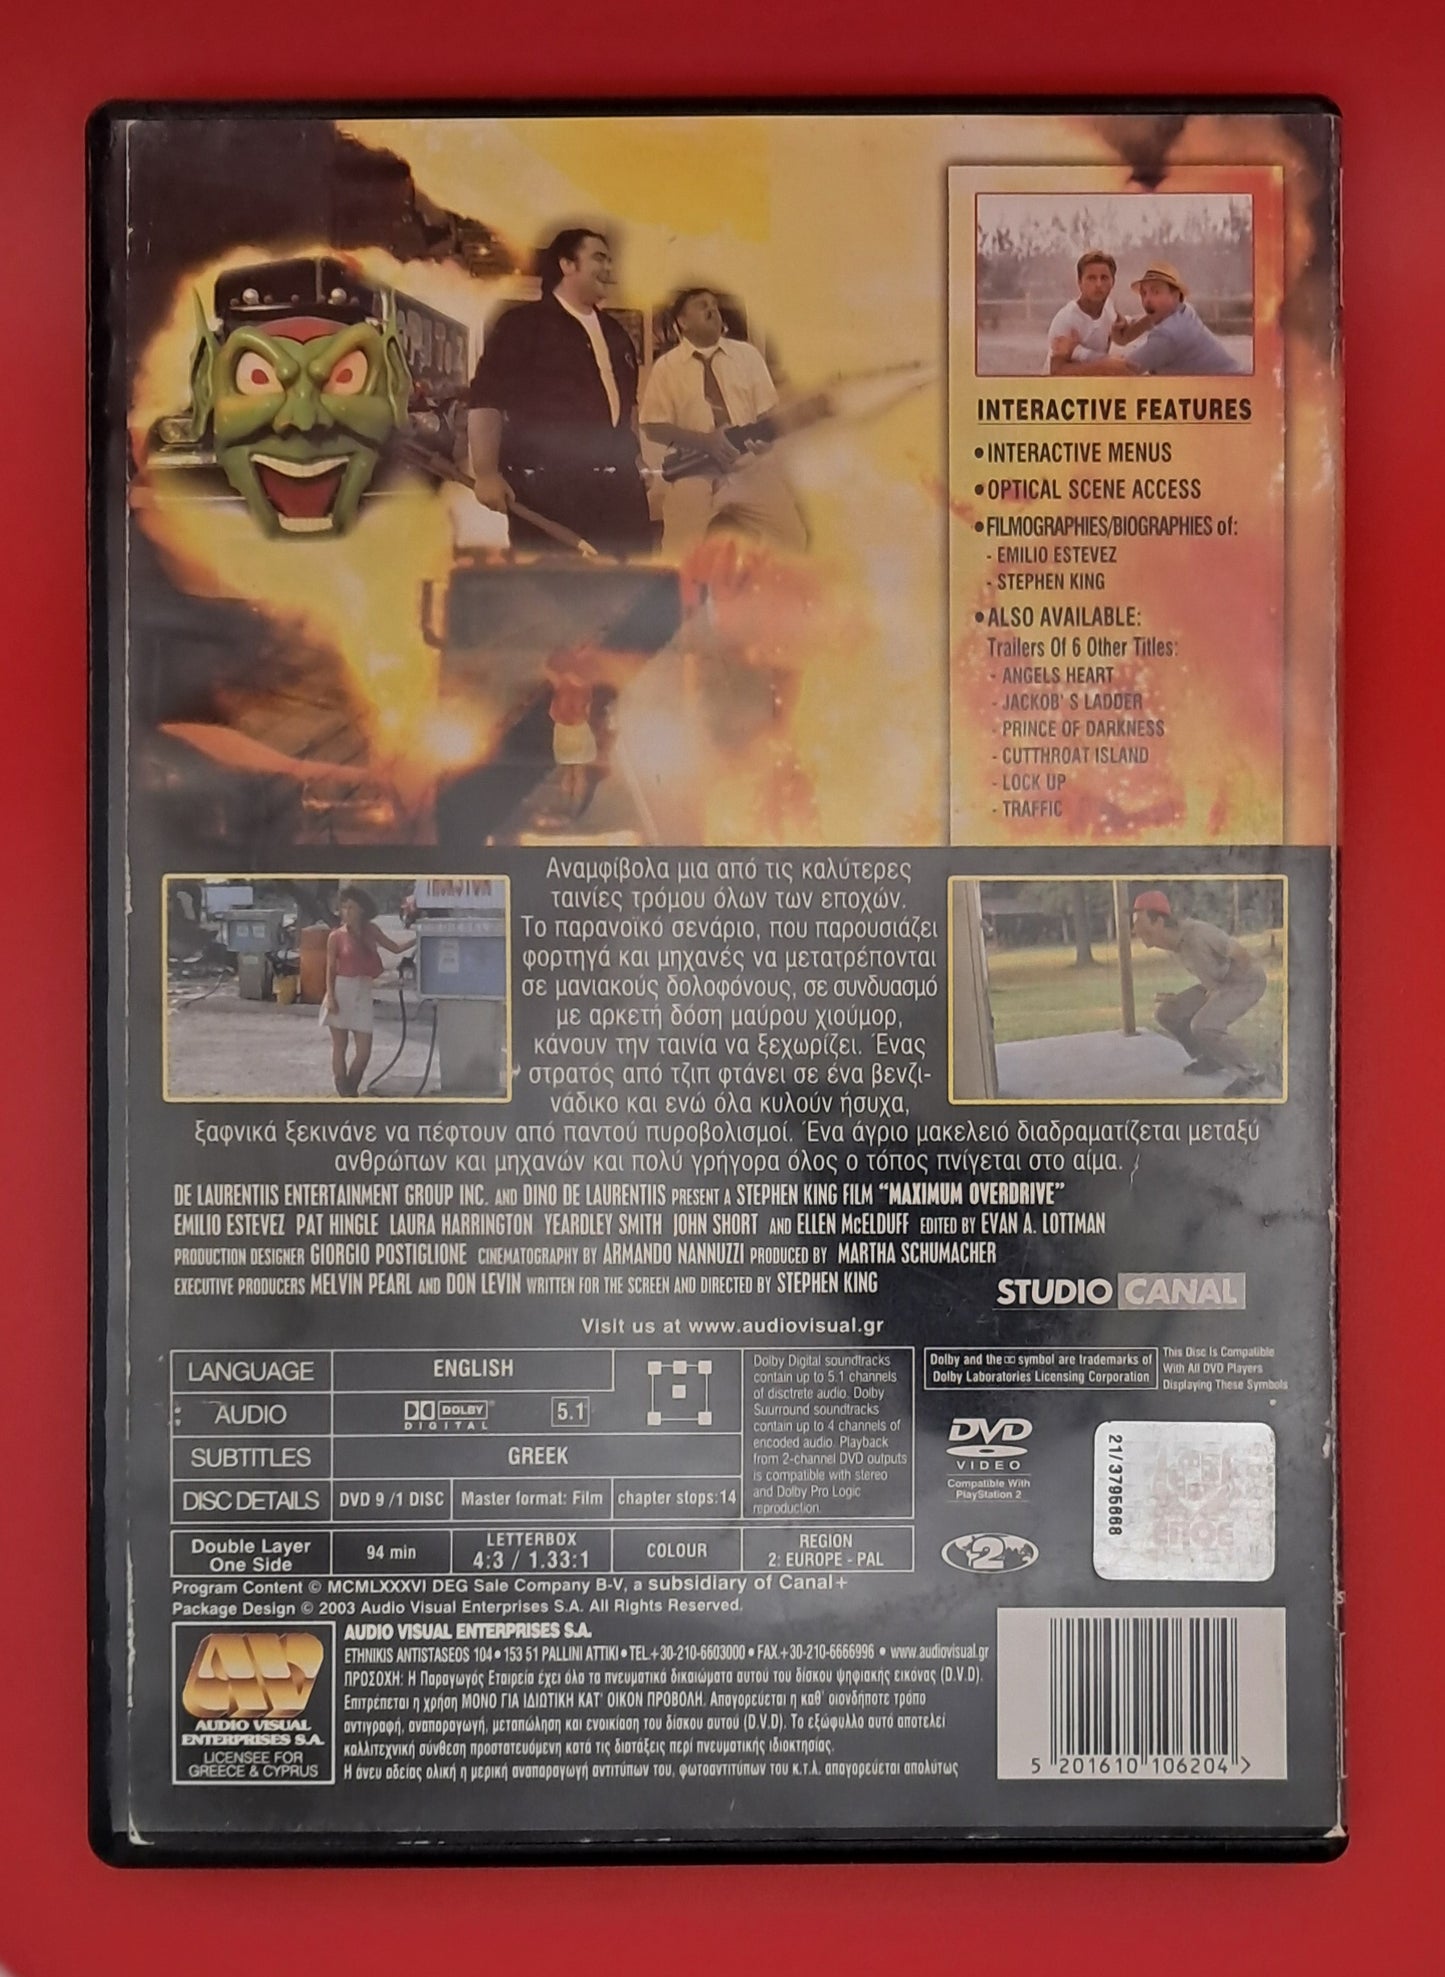 INTERACTIVE FEATURES
•INTERACTIVE MENUS
•OPTICAL SCENE ACCESS
•FILMOGRAPHIES/BIOGRAPHIES of:
- EMILIO ESTEVEZ
- STEPHEN KING
•ALSO AVAILABLE:
Trailers Of 6 Other Titles:
- ANGELS HEART
- JACKOB' S LADDER
- PRINCE OF DARKNESS
- CUTTHROAT ISLAND
- LOCK UP
- TRAFFIC
Αναμφίβολα μια από τις καλύτερες
ταινίες τρόμου όλων των εποχών.
Το παρανοϊκό σενάριο, που παρουσιάζει
φορτηγά και μηχανές να μετατρέπονται
σε μανιακούς δολοφόνους, σε συνδυασμό
με αρκετή δόση μαύρου χιούμορ,
κάνουν την ταινία να ξεχωρίζει. Ένας
στρατός από τζιπ φτάνει σε ένα βενζι-
νάδικο και ενώ όλα κυλούν ήσυχα,
ξαφνικά ξεκινάνε να πέφτουν από παντού πυροβολισμοί. Ένα άγριο μακελειό διαδραματίζεται μεταξύ
ανθρώπων και μηχανών και πολύ γρήγορα όλος ο τόπος πνίγεται στο αίμα.
DE LAURENTIIS ENTERTAINMENT GROUP INC. AND DINO DE LAURENTIIS PRESENT A STEPHEN KING FILM “MAXIMUM OVERDRIVE”
EMILIO ESTEVEZ PAT HINGLE LAURA HARRINGTON YEARDLEY SMITH JOHN SHORT AND ELLEN McELDUFF EDITED BY EVAN A. LOTTMAN
PRODUCTION DESIGNER GIORGIO POSTIGLIONE CINEMATOGRAPHY BY ARMANDO NANNUZZI PRODUCED BY MARTHA SCHUMACHER
EXECUTIVE PRODUCERS MELVIN PEARL AND DON LEVIN WRITTEN FOR THE SCREEN AND DIRECTED BY STEPHEN KING
STUDIO CANAL
Visit us at www.audiovisual.gr
LANGUAGE ENGLISH
AUDIO DOLBY DIGITAL 5.1
SUBTITLES GREEK
DISC DETAILS DVD 9 /1 DISC Master format: Film chapter stops:14
Dolby Digital soundtracks
contain up to 5.1 channels
of disctrete audio. Dolby
Suurround soundtracks
contain up to 4 channels of
encoded audio. Playback
from 2-channel DVD outputs
is compatible with stereo
and Dolby Pro Logic
reproduction.
Dolby and the symbol are trademarks of
Dolby Laboratories Licensing Corporation
This Disc Is Compatible
With All DVD Players
Displaying These Symbols
DVD
VIDEO
Compatible With
PlayStation 2
2
21/3795668
ΕΠΟΕ
Double Layer
One Side
94 min
LETTERBOX
4:3 / 1.33:1
COLOUR
REGION
2: EUROPE - PAL
Program Content © MCMLXXXVI DEG Sale Company B-V, a subsidiary of Canal+
Package Design © 2003 Audio Visual Enterprises S.A. All Rights Reserved.
AUDIO VISUAL
ENTERPRISES S.A.
LICENSEE FOR
GREECE & CYPRUS
AUDIO VISUAL ENTERPRISES S.A.
ETHNIKIS ANTISTASEOS 104 • 153 51 PALLINI ATTIKI • TEL.+30-210-6603000 • FAX.+30-210-6666996 • www.audiovisual.gr
ΠΡΟΣΟΧΗ: Η Παραγωγός Εταιρεία έχει όλα τα πνευματικά δικαιώματα αυτού του δίσκου ψηφιακής εικόνας (D.V.D).
Επιτρέπεται η χρήση ΜΟΝΟ ΓΙΑ ΙΔΙΩΤΙΚΗ ΚΑΤ' ΟΙΚΟΝ ΠΡΟΒΟΛΗ. Απαγορεύεται η καθ' οιονδήποτε τρόπο
αντιγραφή, αναπαραγωγή, μεταπώληση και ενοικίαση του δίσκου αυτού (D.V.D). Το εξώφυλλο αυτό αποτελεί
καλλιτεχνική σύνθεση προστατευόμενη κατά τις διατάξεις περί πνευματικής ιδιοκτησίας.
Η άνευ αδείας ολική η μερική αναπαραγωγή αντιτύπων του, φωτοαντιτύπων του κ.τ.λ. απαγορεύεται απολύτως
5 201610 106204 >